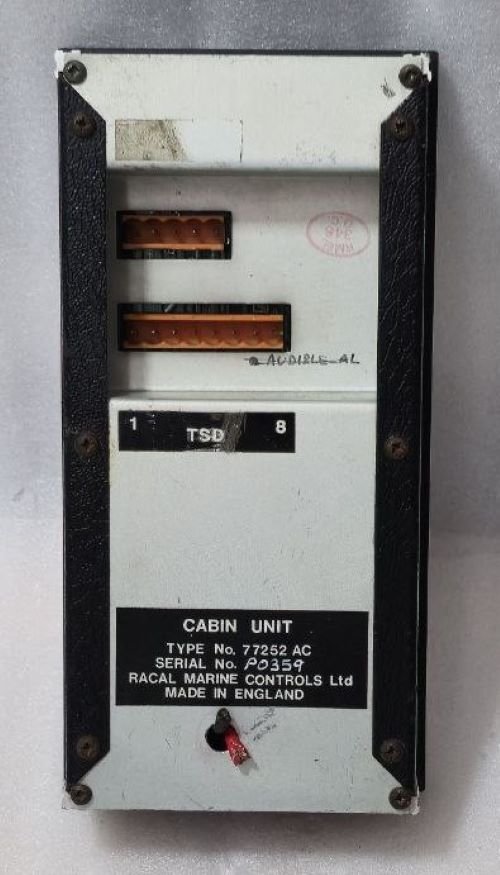 346
AUDIBLE AL
1 TSD 8
CABIN UNIT
TYPE No. 77252 AC
SERIAL No. P0359
RACAL MARINE CONTROLS Ltd
MADE IN ENGLAND